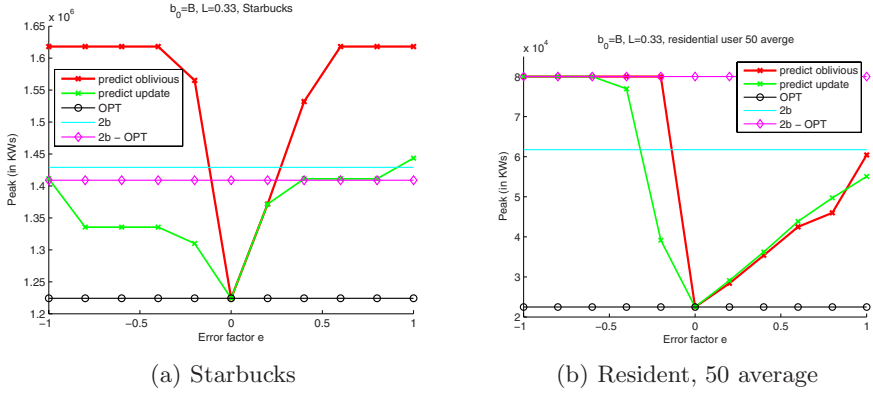 b_0=B, L=0.33, Starbucks
x 10^6
1.65
1.6
1.55
1.5
1.45
1.4
1.35
1.3
1.25
1.2
Peak (in KWs)
predict oblivious
predict update
OPT
2b
2b − OPT
−1
−0.5
0
0.5
1
Error factor e
(a) Starbucks
b_0=B, L=0.33, residential user 50 averge
x 10^4
8
7
6
5
4
3
2
Peak (in KWs)
predict oblivious
predict update
OPT
2b
2b − OPT
−1
−0.5
0
0.5
1
Error factor e
(b) Resident, 50 average